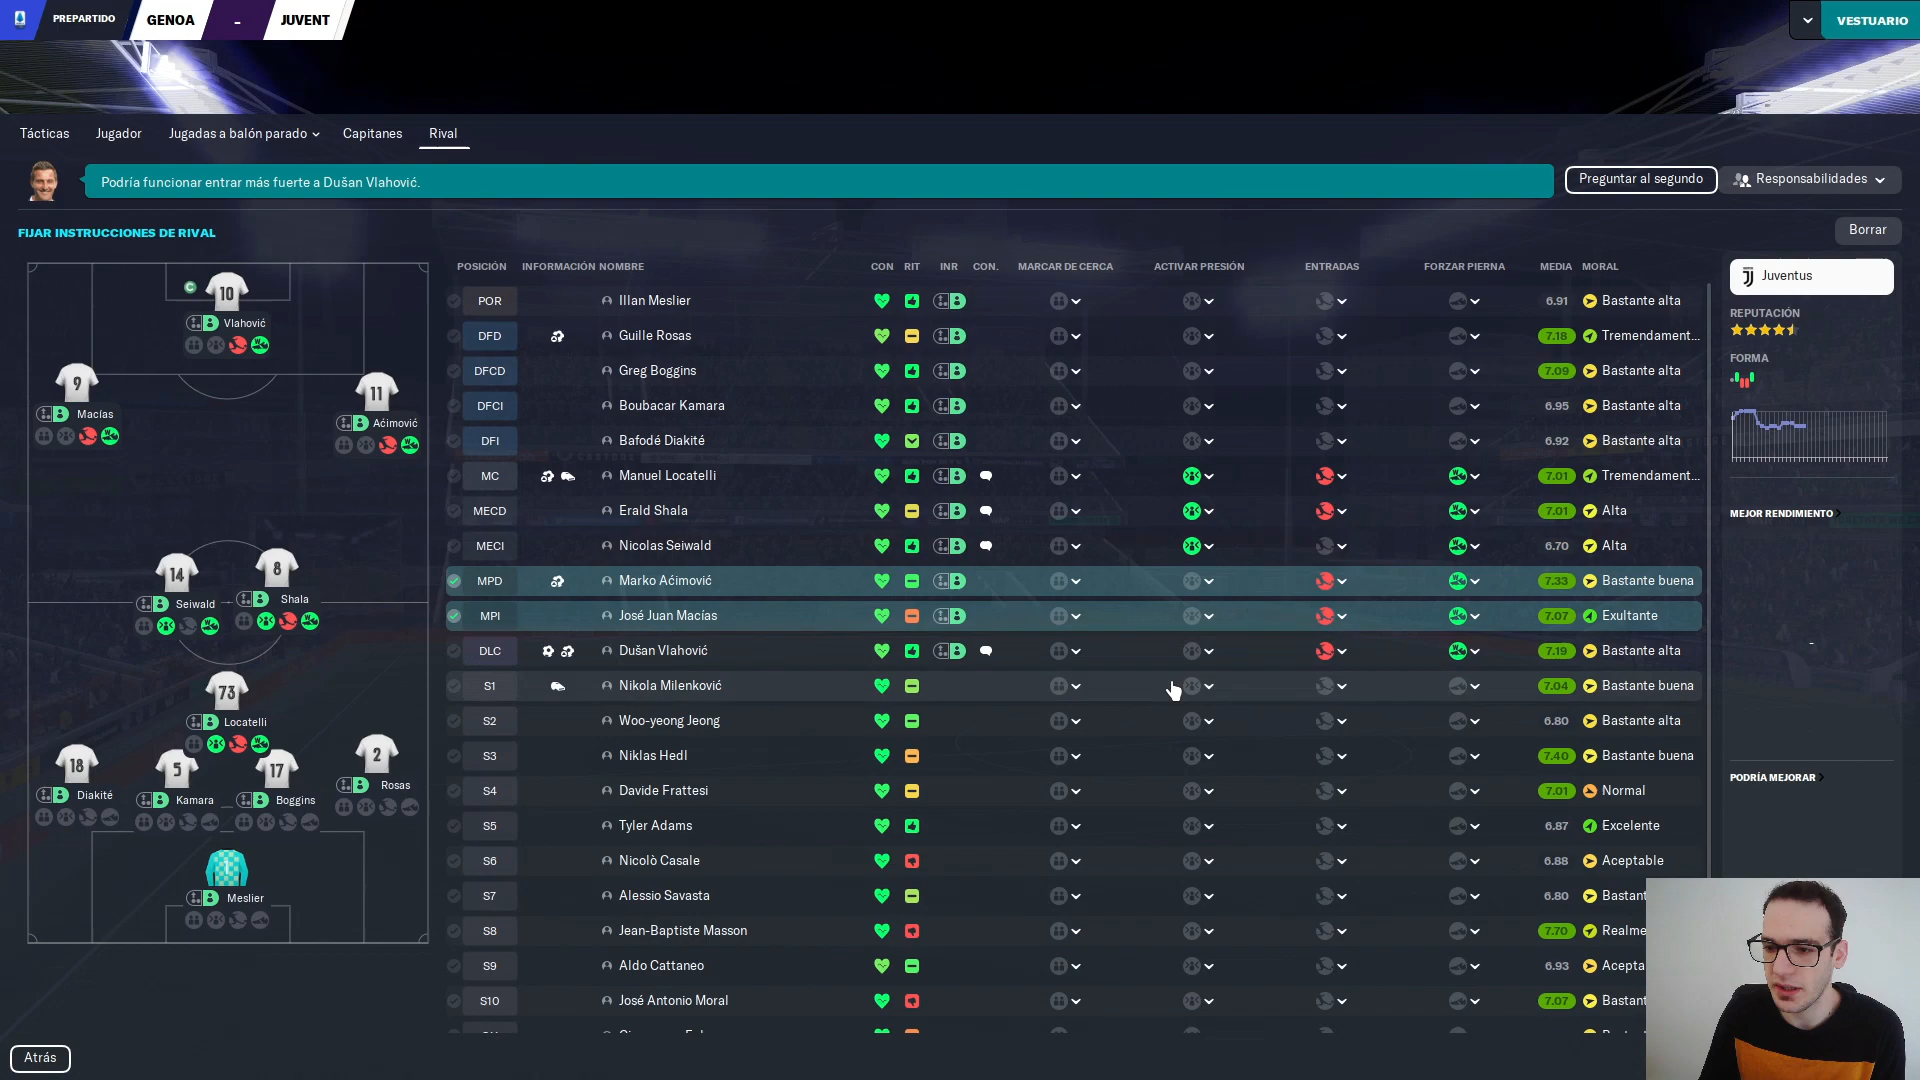 PREPARTIDO GENOA - JUVENT VESTUARIO
Tácticas Jugador Jugadas a balón parado Capitanes Rival
Podría funcionar entrar más fuerte a Dušan Vlahović. Preguntar al segundo Responsabilidades
FIJAR INSTRUCCIONES DE RIVAL Borrar
10
C
Vlahović
9
Macías
11
Aćimović
14
Seiwald
8
Shala
73
Locatelli
18
Diakité
5
Kamara
17
Boggins
2
Rosas
1
Meslier
POSICIÓN INFORMACIÓN NOMBRE CON RIT INR CON. MARCAR DE CERCA ACTIVAR PRESIÓN ENTRADAS FORZAR PIERNA MEDIA MORAL
POR Illan Meslier 6.91 Bastante alta
DFD Guille Rosas 7.18 Tremendament...
DFCD Greg Boggins 7.09 Bastante alta
DFCI Boubacar Kamara 6.95 Bastante alta
DFI Bafodé Diakité 6.92 Bastante alta
MC Manuel Locatelli 7.01 Tremendament...
MECD Erald Shala 7.01 Alta
MECI Nicolas Seiwald 6.70 Alta
MPD Marko Aćimović 7.33 Bastante buena
MPI José Juan Macías 7.07 Exultante
DLC Dušan Vlahović 7.19 Bastante alta
S1 Nikola Milenković 7.04 Bastante buena
S2 Woo-yeong Jeong 6.80 Bastante alta
S3 Niklas Hedl 7.40 Bastante buena
S4 Davide Frattesi 7.01 Normal
S5 Tyler Adams 6.87 Excelente
S6 Nicolò Casale 6.88 Aceptable
S7 Alessio Savasta 6.80 Bastant
S8 Jean-Baptiste Masson 7.70 Realme
S9 Aldo Cattaneo 6.93 Acepta
S10 José Antonio Moral 7.07 Bastant
Juventus
REPUTACIÓN
FORMA
MEJOR RENDIMIENTO
-
PODRÍA MEJORAR
Atrás